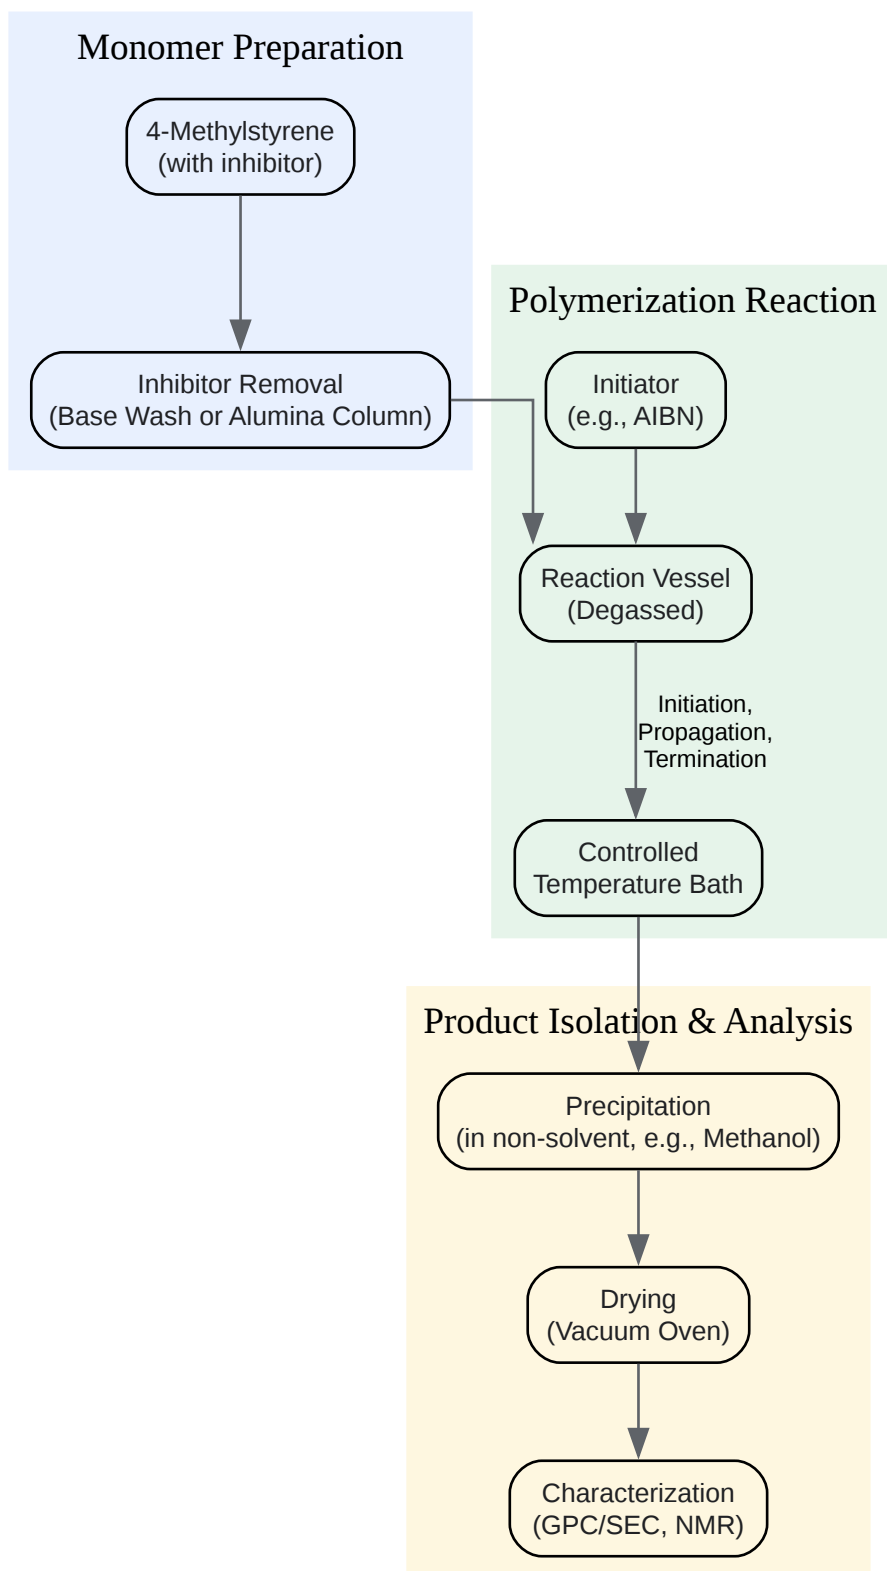 Monomer Preparation
4-Methylstyrene
(with inhibitor)
Inhibitor Removal
(Base Wash or Alumina Column)
Polymerization Reaction
Initiator
(e.g., AIBN)
Reaction Vessel
(Degassed)
Initiation,
Propagation,
Termination
Controlled
Temperature Bath
Product Isolation & Analysis
Precipitation
(in non-solvent, e.g., Methanol)
Drying
(Vacuum Oven)
Characterization
(GPC/SEC, NMR)